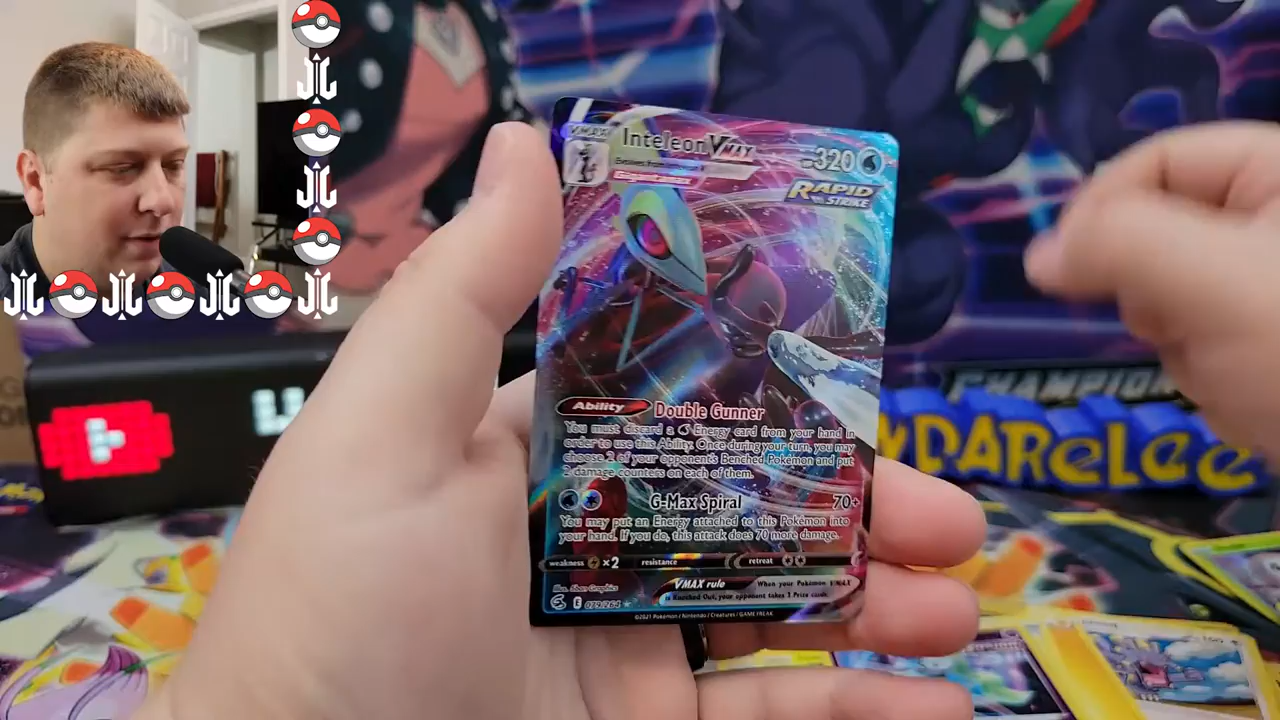 VMAX Inteleon VMAX 320
Gigantamax
RAPID
STRIKE
Ability Double Gunner
You must discard a Energy card from your hand in
order to use this Ability. Once during your turn, you may
choose 2 of your opponent's Benched Pokémon and put
2 damage counters on each of them.
G-Max Spiral 70+
You may put an Energy attached to this Pokémon into
your hand. If you do, this attack does 70 more damage.
weakness x2 resistance retreat
VMAX rule When your Pokémon VMAX
is Knocked Out, your opponent takes 3 Prize cards.
E 079/264
©2021 Pokémon / Nintendo / Creatures / GAME FREAK
CHAMPION
DARELEE